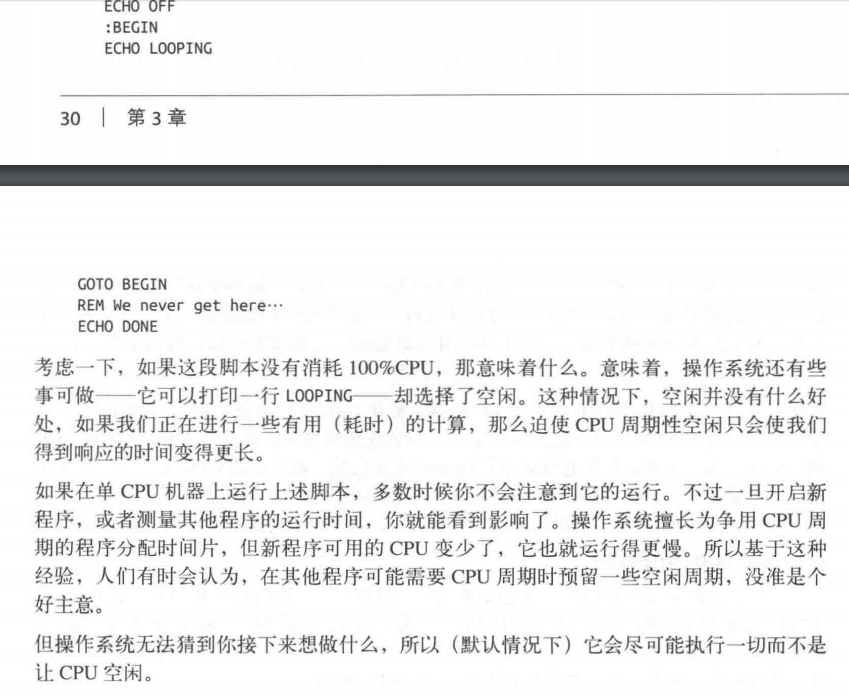 ECHO OFF
:BEGIN
ECHO LOOPING
30 | 第 3 章
GOTO BEGIN
REM We never get here…
ECHO DONE
考虑一下，如果这段脚本没有消耗 100%CPU，那意味着什么。意味着，操作系统还有些
事可做——它可以打印一行 LOOPING——却选择了空闲。这种情况下，空闲并没有什么好
处，如果我们正在进行一些有用（耗时）的计算，那么迫使 CPU 周期性空闲只会使我们
得到响应的时间变得更长。
如果在单 CPU 机器上运行上述脚本，多数时候你不会注意到它的运行。不过一旦开启新
程序，或者测量其他程序的运行时间，你就能看到影响了。操作系统擅长为争用 CPU 周
期的程序分配时间片，但新程序可用的 CPU 变少了，它也就运行得更慢。所以基于这种
经验，人们有时会认为，在其他程序可能需要 CPU 周期时预留一些空闲周期，没准是个
好主意。
但操作系统无法猜到你接下来想做什么，所以（默认情况下）它会尽可能执行一切而不是
让 CPU 空闲。